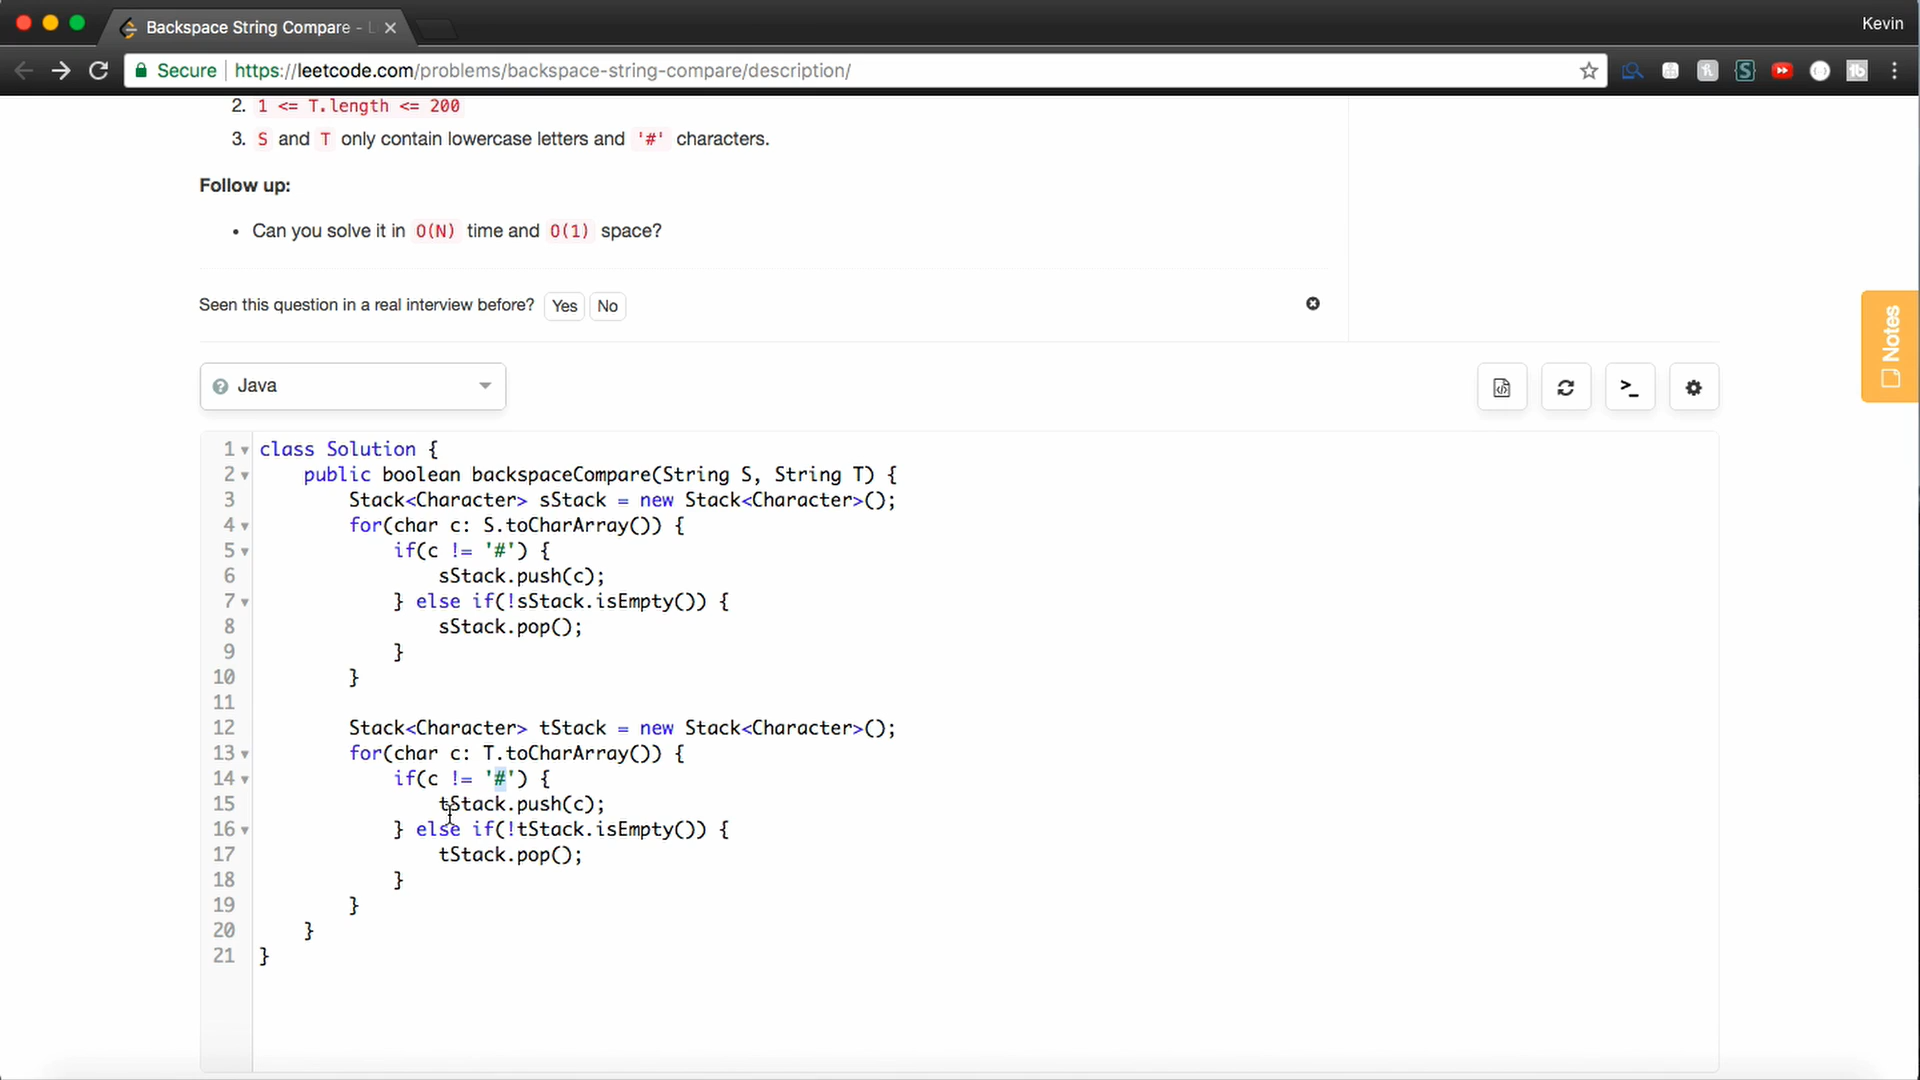 Backspace String Compare - L
Kevin
Secure https://leetcode.com/problems/backspace-string-compare/description/
2. 1 <= T.length <= 200
3. S and T only contain lowercase letters and '#' characters.
Follow up:
• Can you solve it in O(N) time and O(1) space?
Seen this question in a real interview before? Yes No
Notes
Java
1 class Solution {
2     public boolean backspaceCompare(String S, String T) {
3         Stack<Character> sStack = new Stack<Character>();
4         for(char c: S.toCharArray()) {
5             if(c != '#') {
6                 sStack.push(c);
7             } else if(!sStack.isEmpty()) {
8                 sStack.pop();
9             }
10         }
11
12         Stack<Character> tStack = new Stack<Character>();
13         for(char c: T.toCharArray()) {
14             if(c != '#') {
15                 tStack.push(c);
16             } else if(!tStack.isEmpty()) {
17                 tStack.pop();
18             }
19         }
20     }
21 }